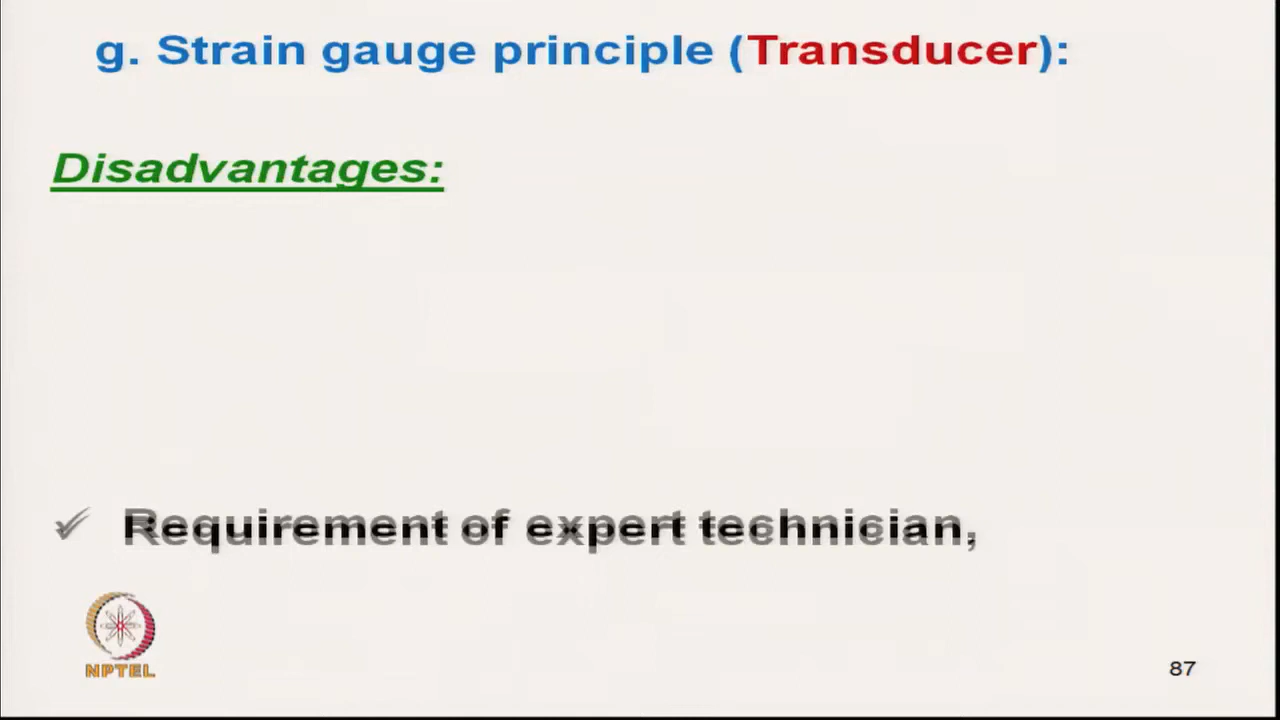 g. Strain gauge principle (Transducer):
Disadvantages:
✓ Requirement of expert technician,
NPTEL
87